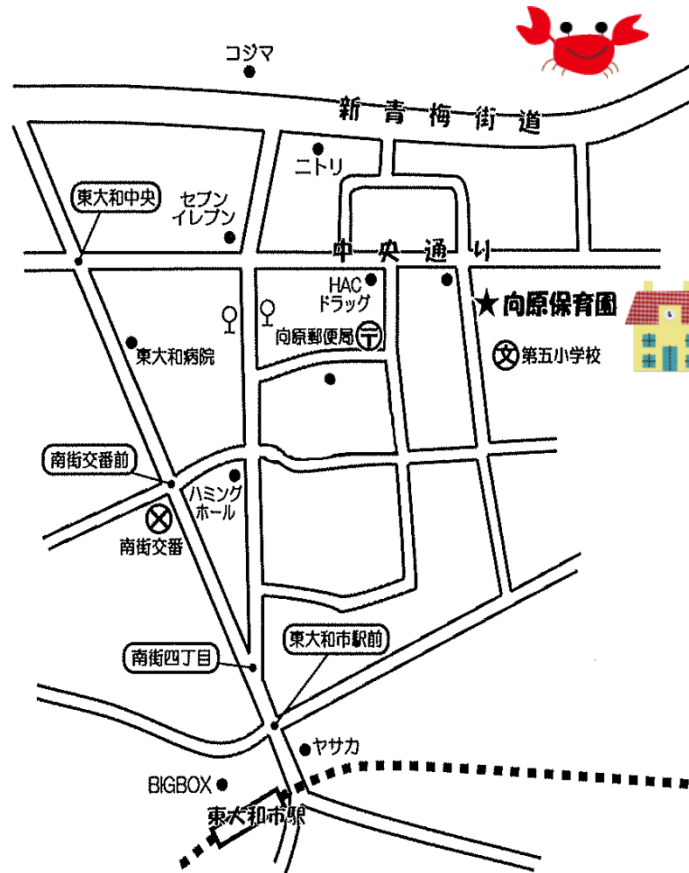 コジマ
新青梅街道
ニトリ
東大和中央
セブン
イレブン
中央通り
HAC
ドラッグ
★向原保育園
向原郵便局〒
東大和病院
文第五小学校
南街交番前
ハミング
ホール
南街交番
東大和市駅前
南街四丁目
ヤサカ
BIGBOX
東大和市駅